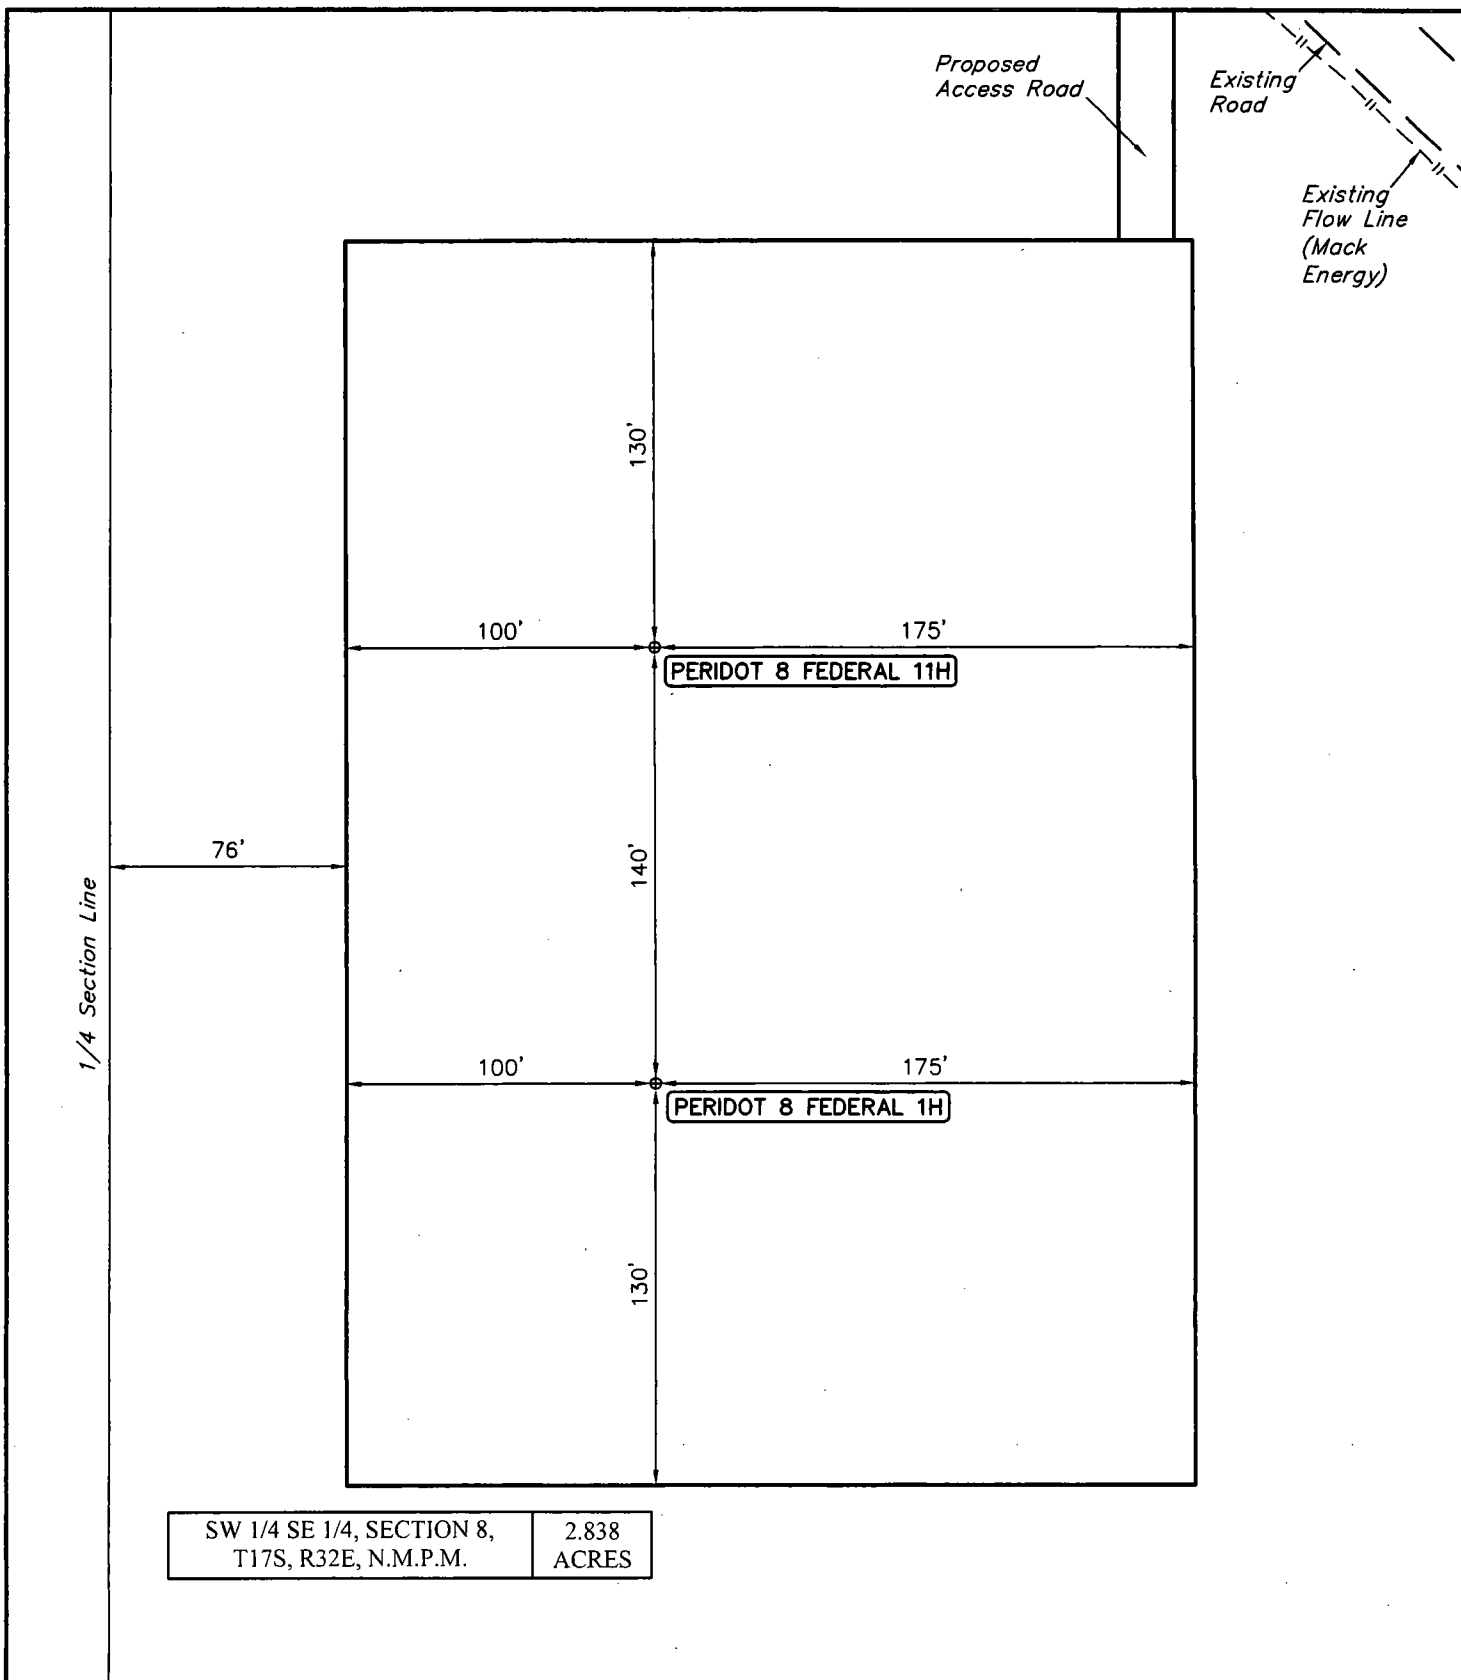 Proposed
Access Road
Existing
Road
Existing
Flow Line
(Mack
Energy)
130'
100'
175'
PERIDOT 8 FEDERAL 11H
76'
140'
1/4 Section Line
100'
175'
PERIDOT 8 FEDERAL 1H
130'
SW 1/4 SE 1/4, SECTION 8,
T17S, R32E, N.M.P.M.
2.838
ACRES